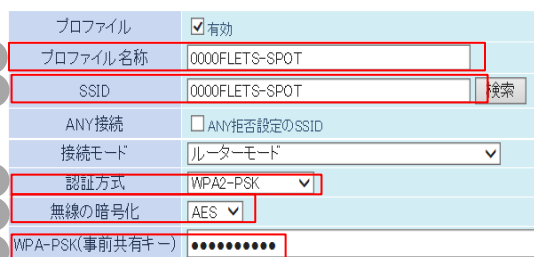 プロファイル 有効
プロファイル名称 0000FLETS-SPOT
SSID 0000FLETS-SPOT 検索
ANY接続 ANY拒否設定のSSID
接続モード ルーターモード
認証方式 WPA2-PSK
無線の暗号化 AES
WPA-PSK(事前共有キー) ●●●●●●●●●●